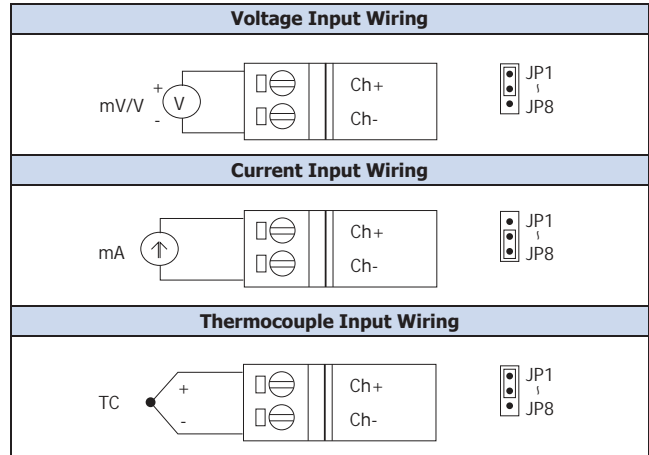 Voltage Input Wiring
mV/V + - V Ch+ Ch- JP1 ~ JP8
Current Input Wiring
mA Ch+ Ch- JP1 ~ JP8
Thermocouple Input Wiring
TC + - Ch+ Ch- JP1 ~ JP8